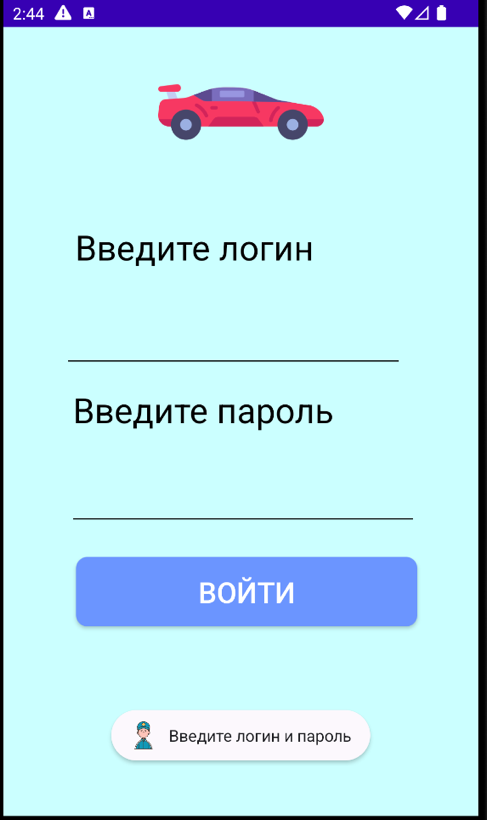 2:44
Введите логин
Введите пароль
ВОЙТИ
Введите логин и пароль